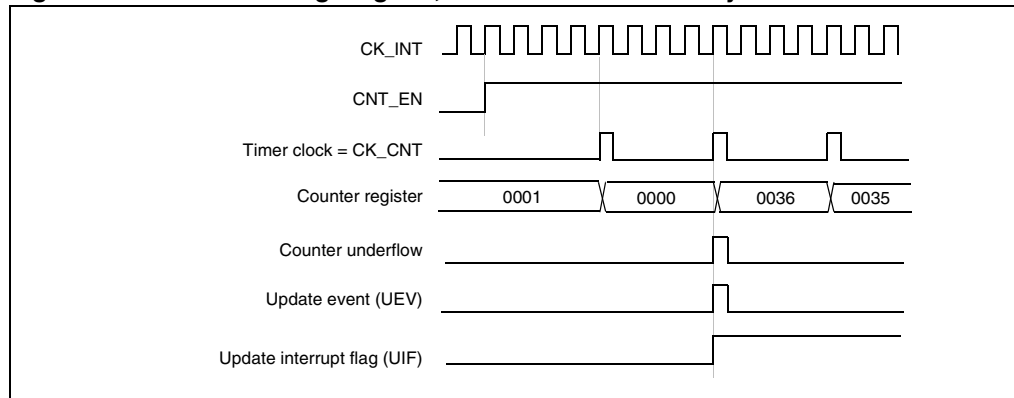 CK_INT
CNT_EN
Timer clock = CK_CNT
Counter register 0001 0000 0036 0035
Counter underflow
Update event (UEV)
Update interrupt flag (UIF)